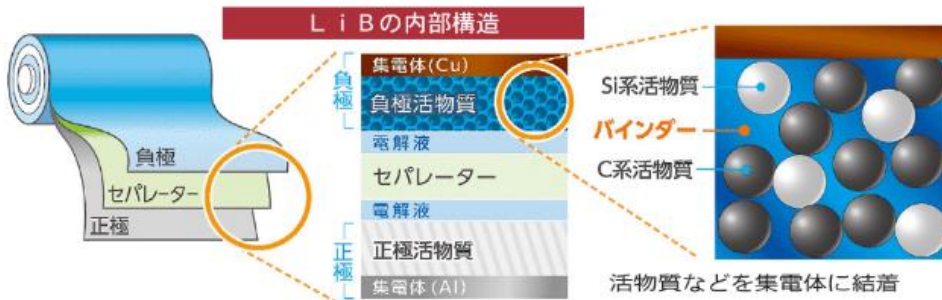 LiBの内部構造
負極
セパレーター
正極
負極
集電体(Cu)
負極活物質
電解液
セパレーター
電解液
正極
正極活物質
集電体(Al)
Si系活物質
バインダー
C系活物質
活物質などを集電体に結着